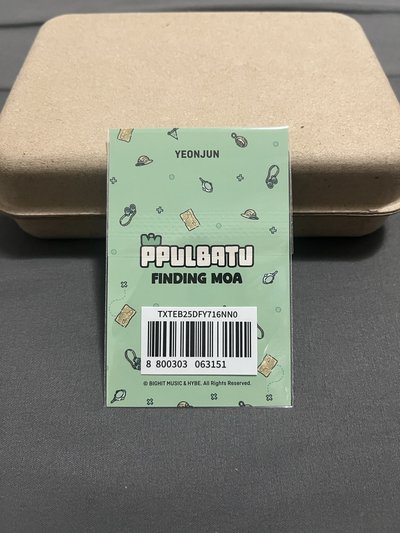 YEONJUN
PPULBATU
FINDING MOA
TXTEB25DFY716NN0
8 800303 063151
© BIGHIT MUSIC & HYBE. All Rights Reserved.